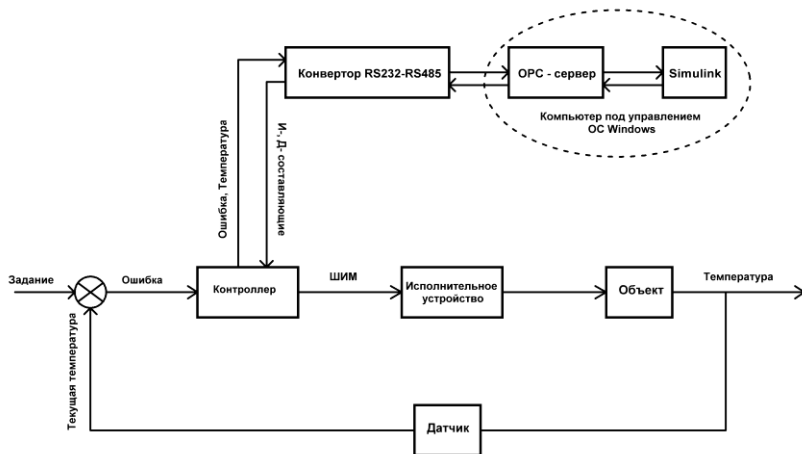 Конвертор RS232-RS485
OPC - сервер
Simulink
Компьютер под управлением
ОС Windows
Ошибка, Температура
И-, Д- составляющие
Задание
Ошибка
Контроллер
ШИМ
Исполнительное
устройство
Объект
Температура
Текущая температура
Датчик